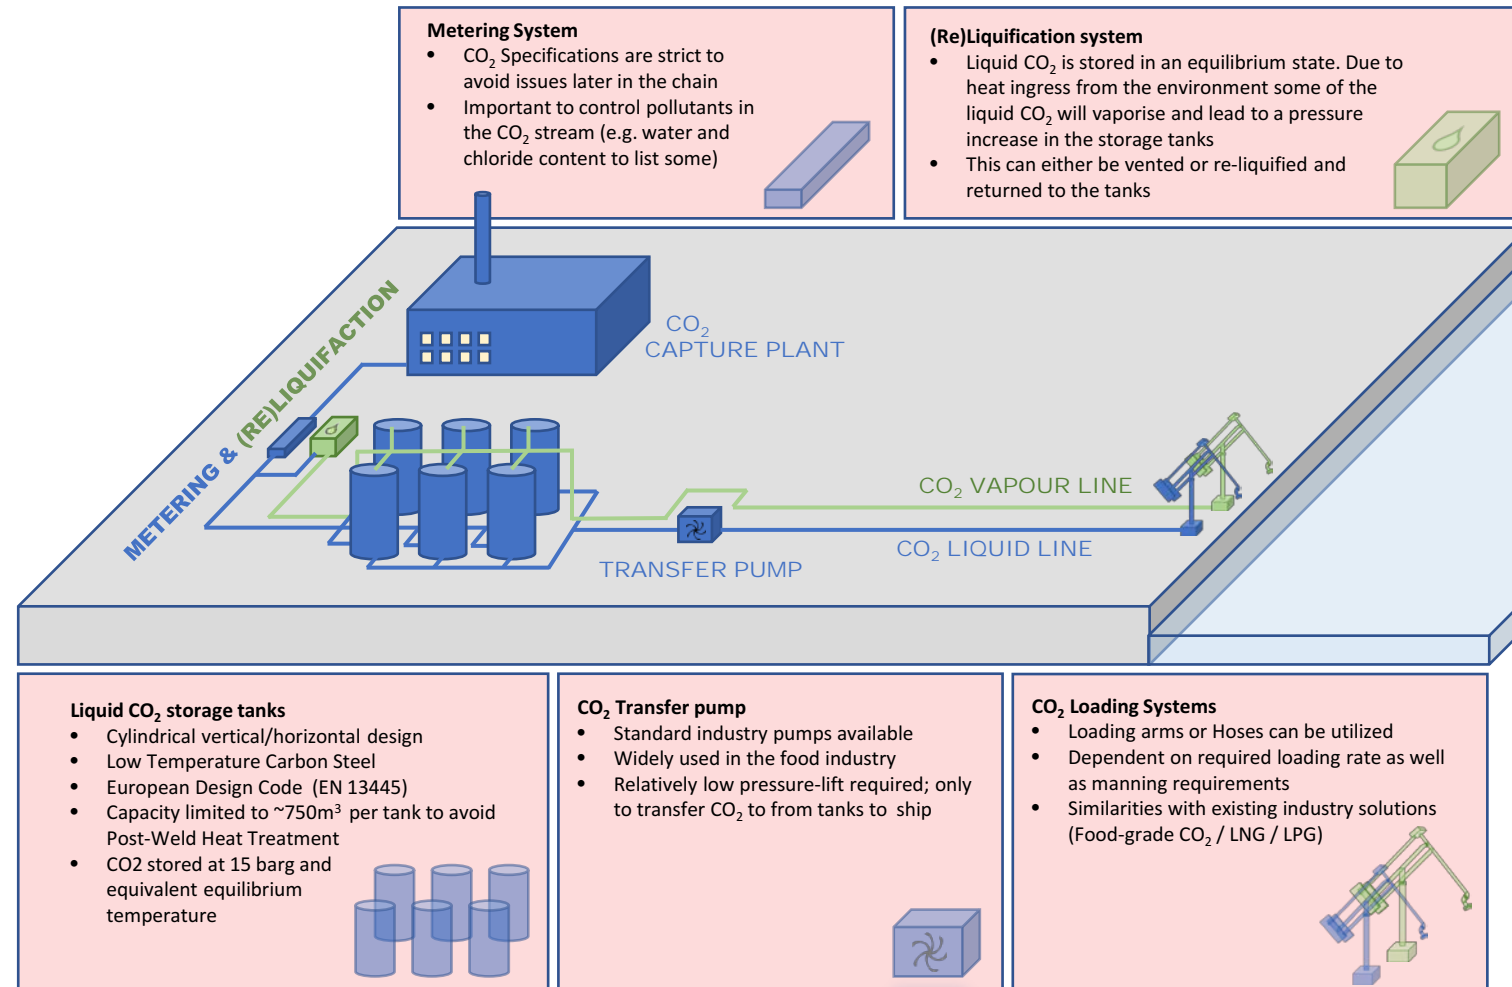 Metering System
• CO₂ Specifications are strict to
avoid issues later in the chain
• Important to control pollutants in
the CO₂ stream (e.g. water and
chloride content to list some)
(Re)Liquification system
• Liquid CO₂ is stored in an equilibrium state. Due to
heat ingress from the environment some of the
liquid CO₂ will vaporise and lead to a pressure
increase in the storage tanks
• This can either be vented or re-liquified and
returned to the tanks
METERING & (RE)LIQUIFACTION
CO₂
CAPTURE PLANT
CO₂ VAPOUR LINE
CO₂ LIQUID LINE
TRANSFER PUMP
Liquid CO₂ storage tanks
• Cylindrical vertical/horizontal design
• Low Temperature Carbon Steel
• European Design Code (EN 13445)
• Capacity limited to ~750m³ per tank to avoid
Post-Weld Heat Treatment
• CO2 stored at 15 barg and
equivalent equilibrium
temperature
CO₂ Transfer pump
• Standard industry pumps available
• Widely used in the food industry
• Relatively low pressure-lift required; only
to transfer CO₂ to from tanks to ship
CO₂ Loading Systems
• Loading arms or Hoses can be utilized
• Dependent on required loading rate as well
as manning requirements
• Similarities with existing industry solutions
(Food-grade CO₂ / LNG / LPG)